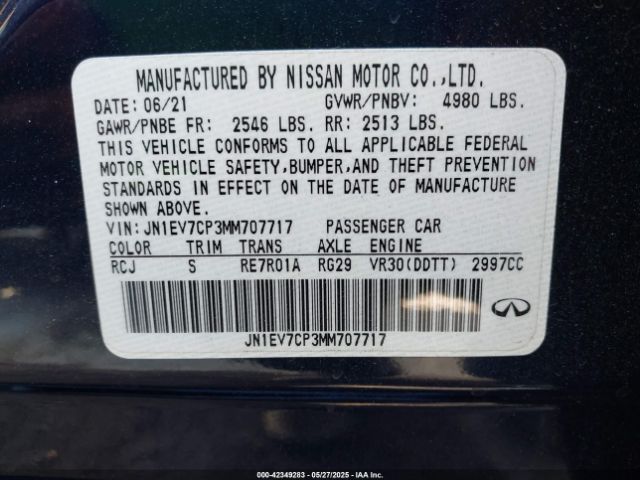 MANUFACTURED BY NISSAN MOTOR CO.,LTD.
DATE: 06/21 GVWR/PNBV: 4980 LBS.
GAWR/PNBE FR: 2546 LBS. RR: 2513 LBS.
THIS VEHICLE CONFORMS TO ALL APPLICABLE FEDERAL
MOTOR VEHICLE SAFETY,BUMPER,AND THEFT PREVENTION
STANDARDS IN EFFECT ON THE DATE OF MANUFACTURE
SHOWN ABOVE.
VIN:JN1EV7CP3MM707717 PASSENGER CAR
COLOR TRIM TRANS AXLE ENGINE
RCJ S RE7R01A RG29 VR30(DDTT) 2997CC
JN1EV7CP3MM707717
000-42349283 - 05/27/2025 - IAA Inc.